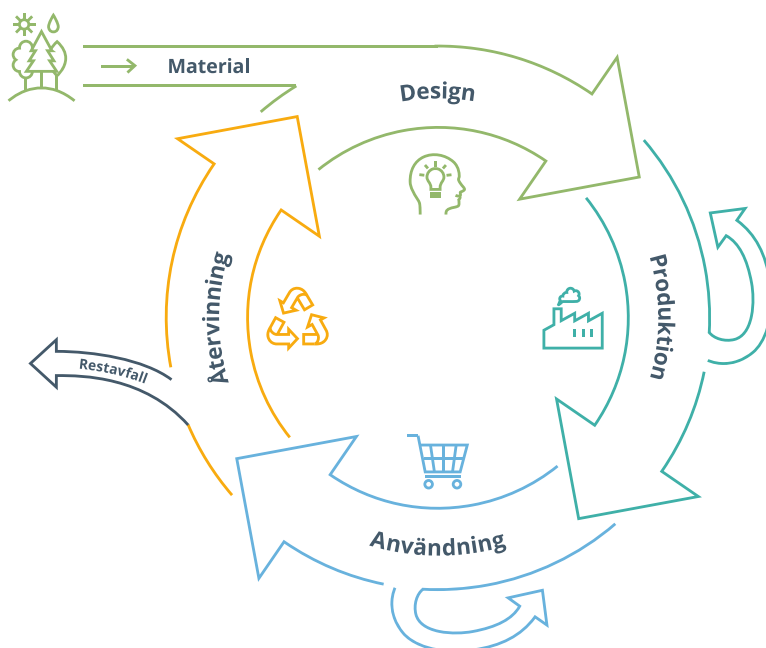 Material
Design
Produktion
Användning
Återvinning
Restavfall